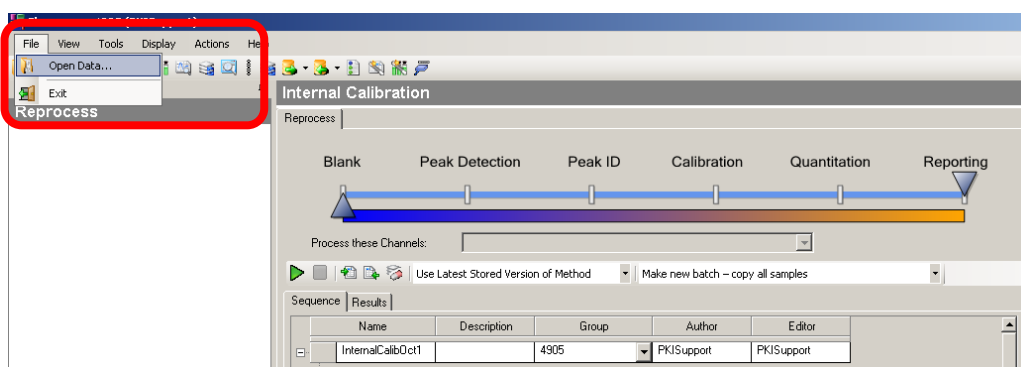 File View Tools Display Actions
Open Data...
Exit
Reprocess
Internal Calibration
Reprocess
Blank Peak Detection Peak ID Calibration Quantitation Reporting
Process these Channels:
Use Latest Stored Version of Method Make new batch – copy all samples
Sequence Results
Name Description Group Author Editor
InternalCalibOct1 4905 PKISupport PKISupport